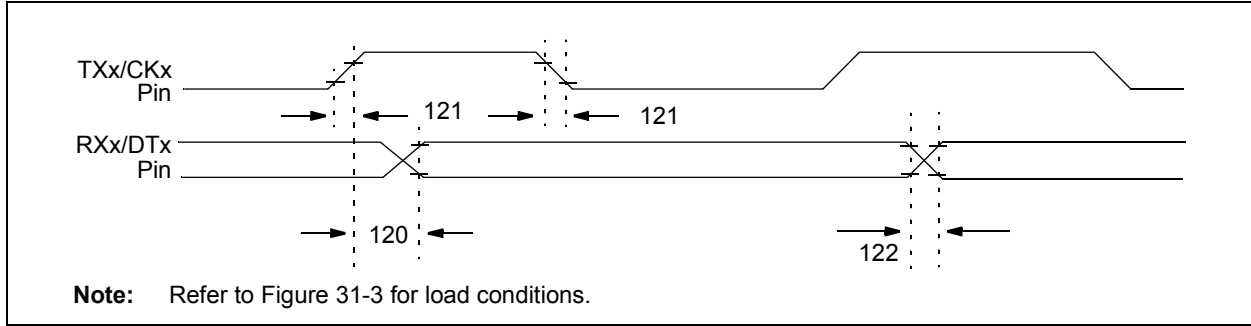 TXx/CKx
Pin
121
121
RXx/DTx
Pin
120
122
Note: Refer to Figure 31-3 for load conditions.